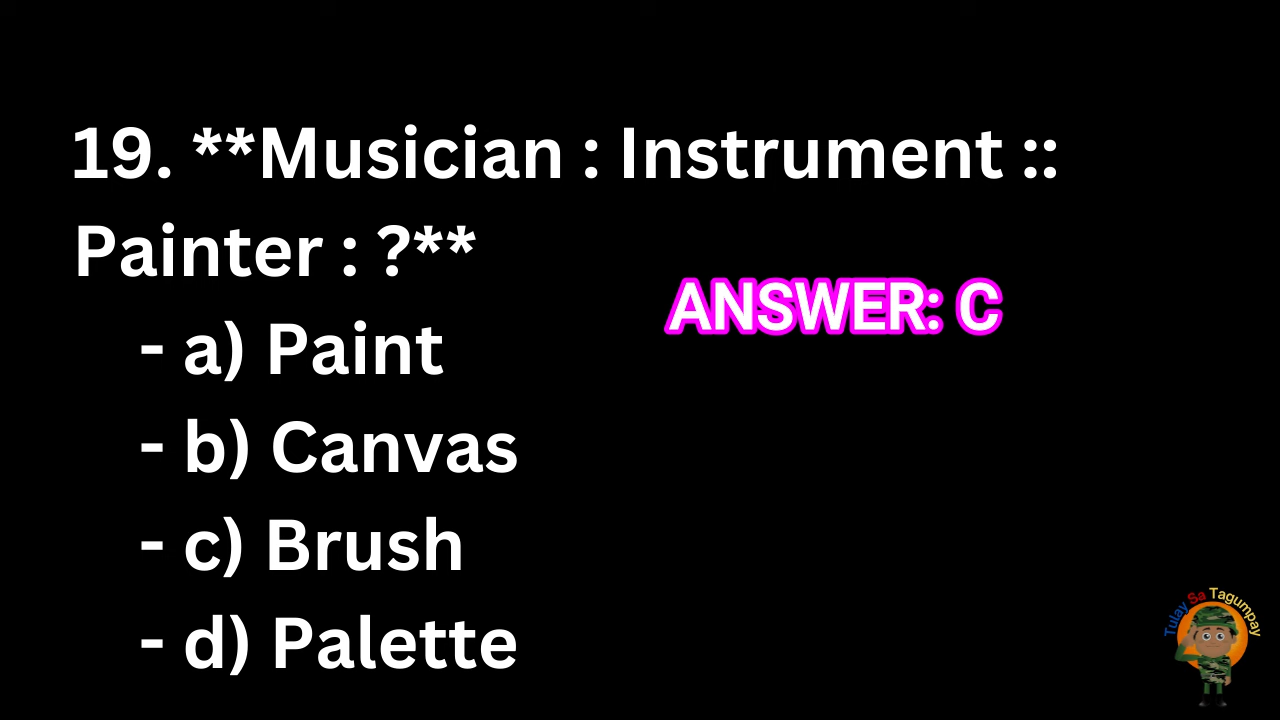 19. **Musician : Instrument ::
Painter : ?**
ANSWER: C
- a) Paint
- b) Canvas
- c) Brush
- d) Palette
Tulay Sa Tagumpay